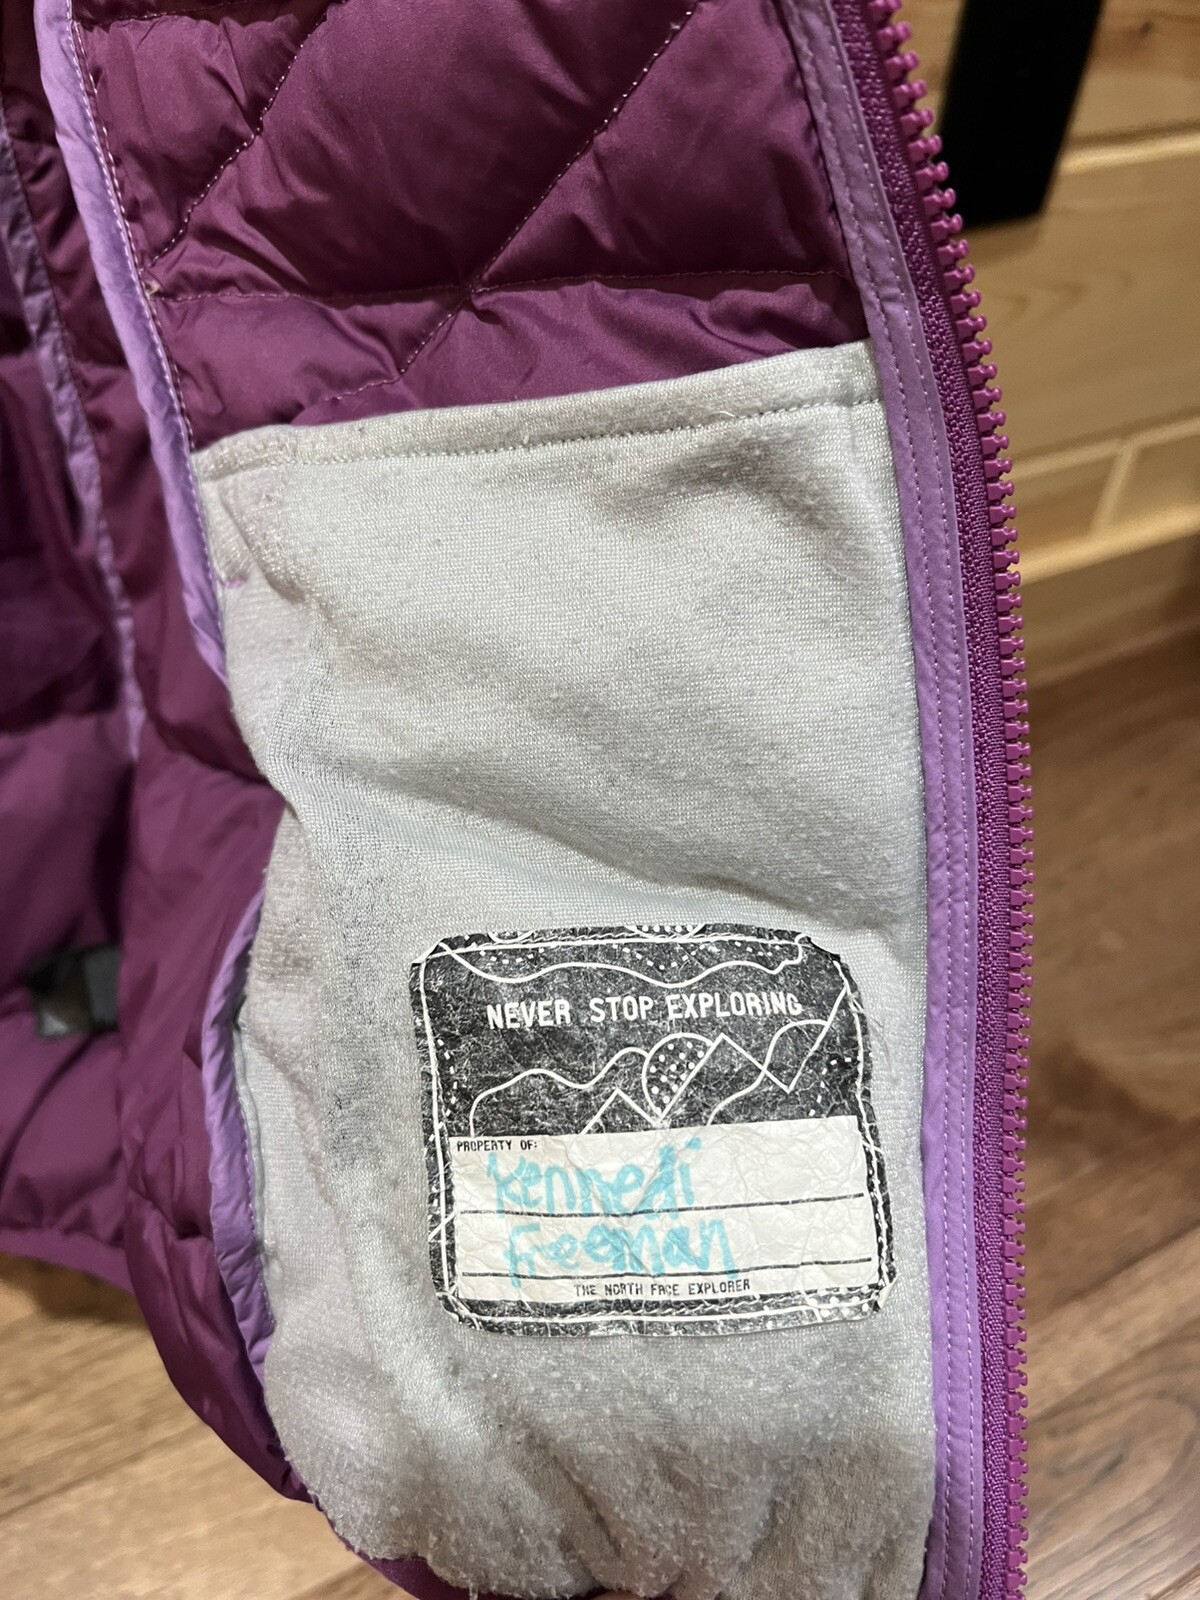 NEVER STOP EXPLORING
PROPERTY OF:
Kennedi
Freeman
THE NORTH FACE EXPLORER